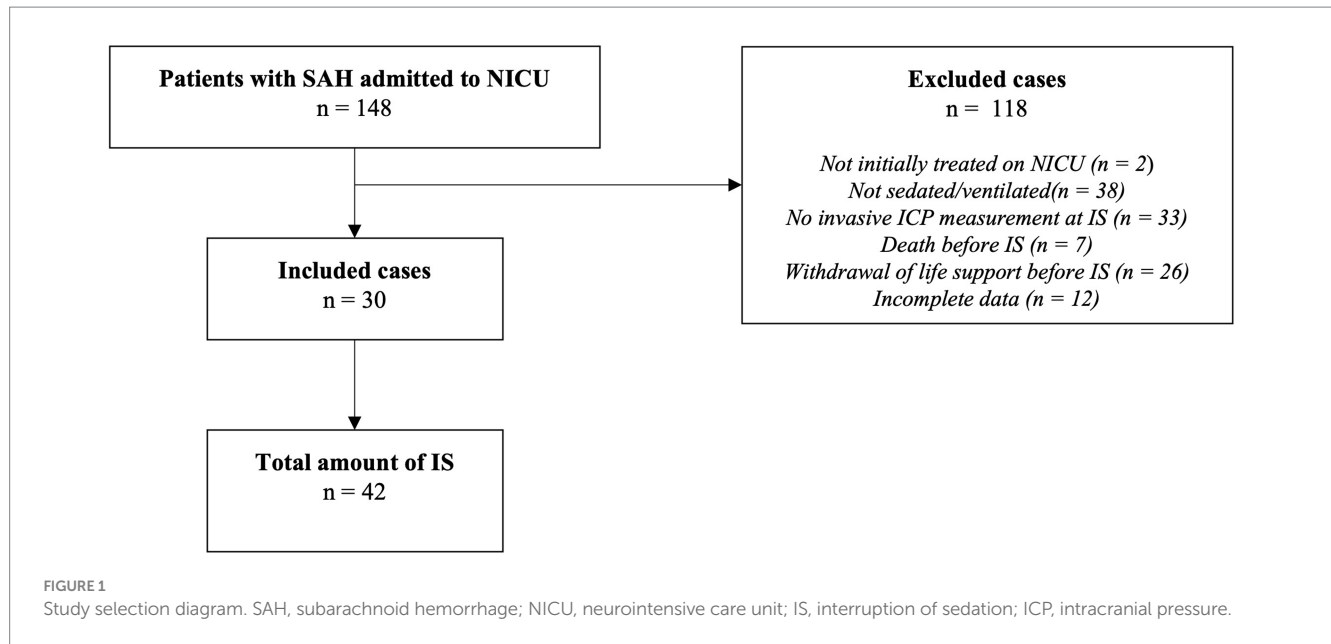 Patients with SAH admitted to NICU
n = 148
Excluded cases
n = 118
Not initially treated on NICU (n = 2)
Not sedated/ventilated(n = 38)
No invasive ICP measurement at IS (n = 33)
Death before IS (n = 7)
Withdrawal of life support before IS (n = 26)
Incomplete data (n = 12)
Included cases
n = 30
Total amount of IS
n = 42
FIGURE 1
Study selection diagram. SAH, subarachnoid hemorrhage; NICU, neurointensive care unit; IS, interruption of sedation; ICP, intracranial pressure.